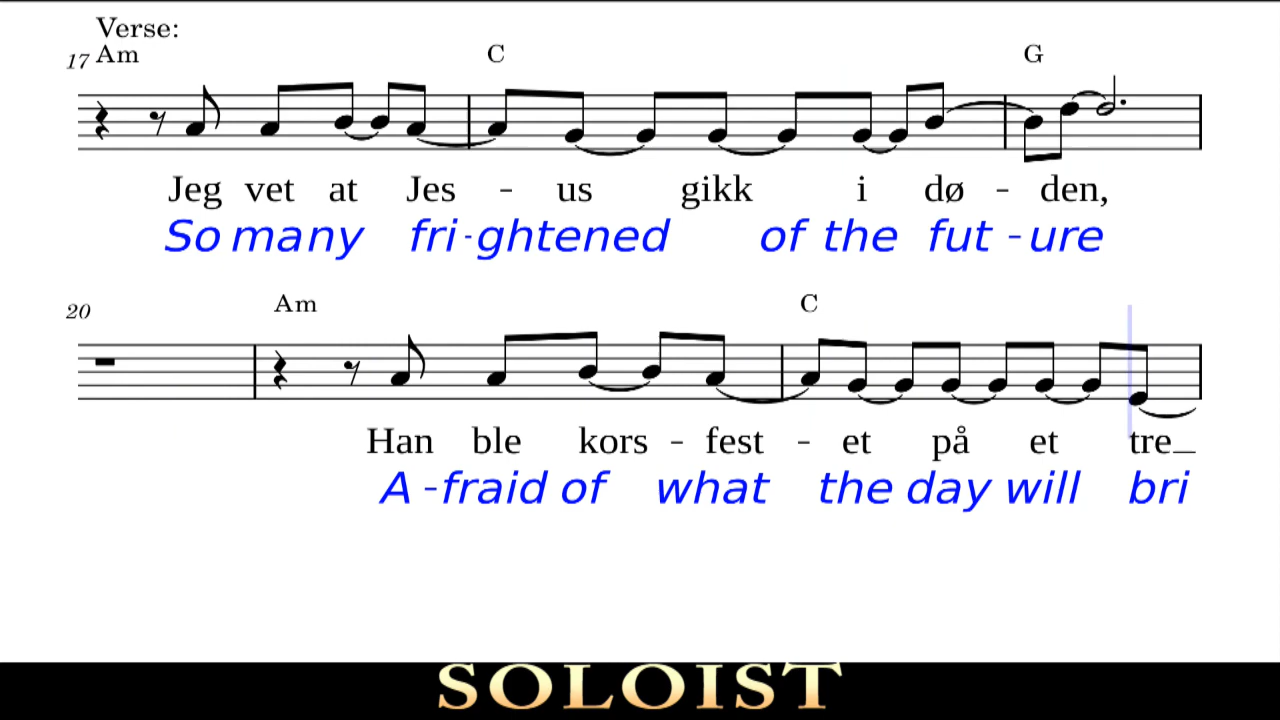 Verse:
17 Am C G
Jeg vet at Jes - us gikk i dø - den,
So many fri-ghtened of the fut -ure
20 Am C
Han ble kors - fest - et på et tre_
A -fraid of what the day will bri
SOLOIST